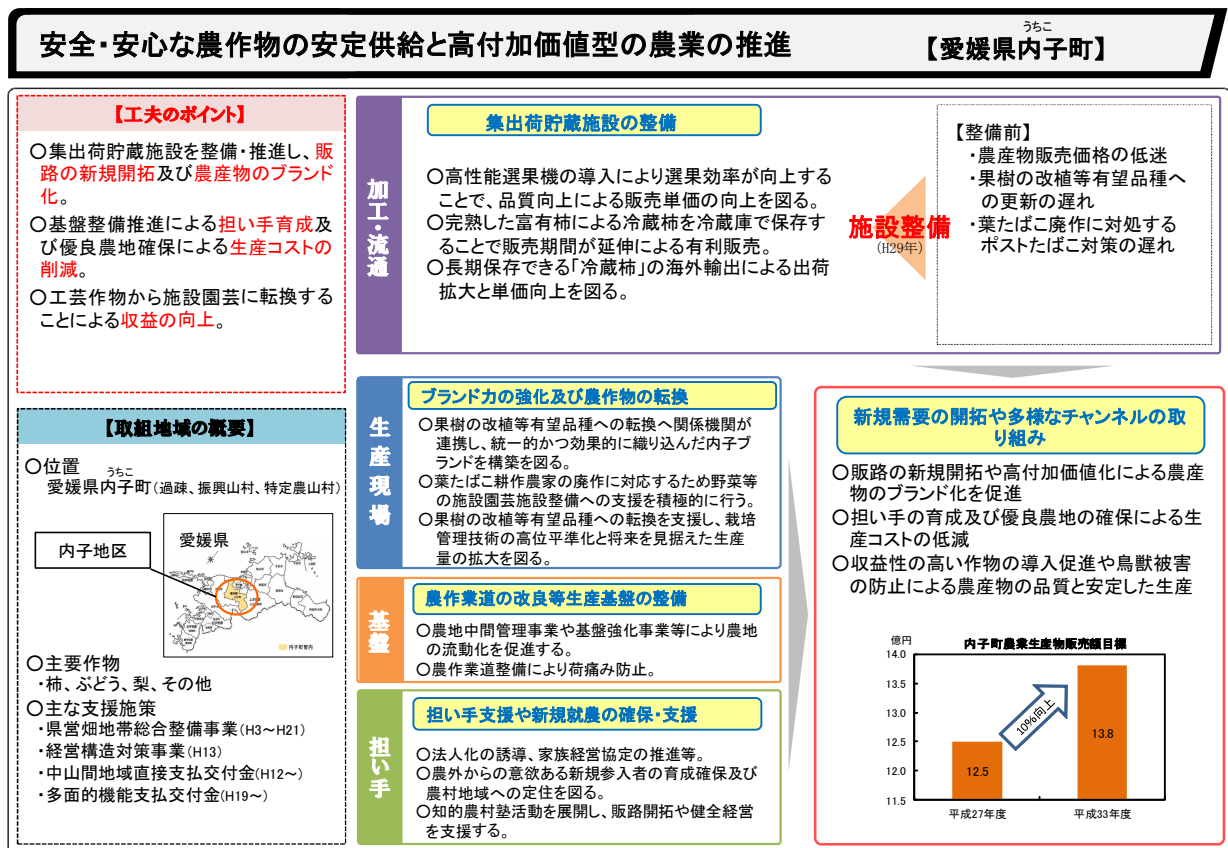 うちこ
安全・安心な農作物の安定供給と高付加価値型の農業の推進 【愛媛県内子町】
【工夫のポイント】
○集出荷貯蔵施設を整備・推進し、販
路の新規開拓及び農産物のブランド
化。
○基盤整備推進による担い手育成及
び優良農地確保による生産コストの
削減。
○工芸作物から施設園芸に転換する
ことによる収益の向上。
【取組地域の概要】
○位置
うちこ
愛媛県内子町(過疎、振興山村、特定農山村)
内子地区
愛媛県
内子町管内
○主要作物
・柿、ぶどう、梨、その他
○主な支援施策
・県営畑地帯総合整備事業(H3～H21)
・経営構造対策事業(H13)
・中山間地域直接支払交付金(H12～)
・多面的機能支払交付金(H19～)
加工・流通
集出荷貯蔵施設の整備
○高性能選果機の導入により選果効率が向上する
ことで、品質向上による販売単価の向上を図る。
○完熟した富有柿による冷蔵柿を冷蔵庫で保存す
ることで販売期間が延伸による有利販売。
○長期保存できる「冷蔵柿」の海外輸出による出荷
拡大と単価向上を図る。
施設整備
(H29年)
【整備前】
・農産物販売価格の低迷
・果樹の改植等有望品種へ
の更新の遅れ
・葉たばこ廃作に対処する
ポストたばこ対策の遅れ
生産現場
ブランド力の強化及び農作物の転換
○果樹の改植等有望品種への転換へ関係機関が
連携し、統一的かつ効果的に織り込んだ内子ブ
ランドを構築を図る。
○葉たばこ耕作農家の廃作に対応するため野菜等
の施設園芸施設整備への支援を積極的に行う。
○果樹の改植等有望品種への転換を支援し、栽培
管理技術の高位平準化と将来を見据えた生産
量の拡大を図る。
基盤
農作業道の改良等生産基盤の整備
○農地中間管理事業や基盤強化事業等により農地
の流動化を促進する。
○農作業道整備により荷痛み防止。
担い手
担い手支援や新規就農の確保・支援
○法人化の誘導、家族経営協定の推進等。
○農外からの意欲ある新規参入者の育成確保及び
農村地域への定住を図る。
○知的農村塾活動を展開し、販路開拓や健全経営
を支援する。
新規需要の開拓や多様なチャンネルの取
り組み
○販路の新規開拓や高付加価値化による農産
物のブランド化を促進
○担い手の育成及び優良農地の確保による生
産コストの低減
○収益性の高い作物の導入促進や鳥獣被害
の防止による農産物の品質と安定した生産
億円
内子町農業生産物販売額目標
14.0
13.5
13.0
12.5
12.0
11.5
10%向上
12.5
13.8
平成27年度
平成33年度